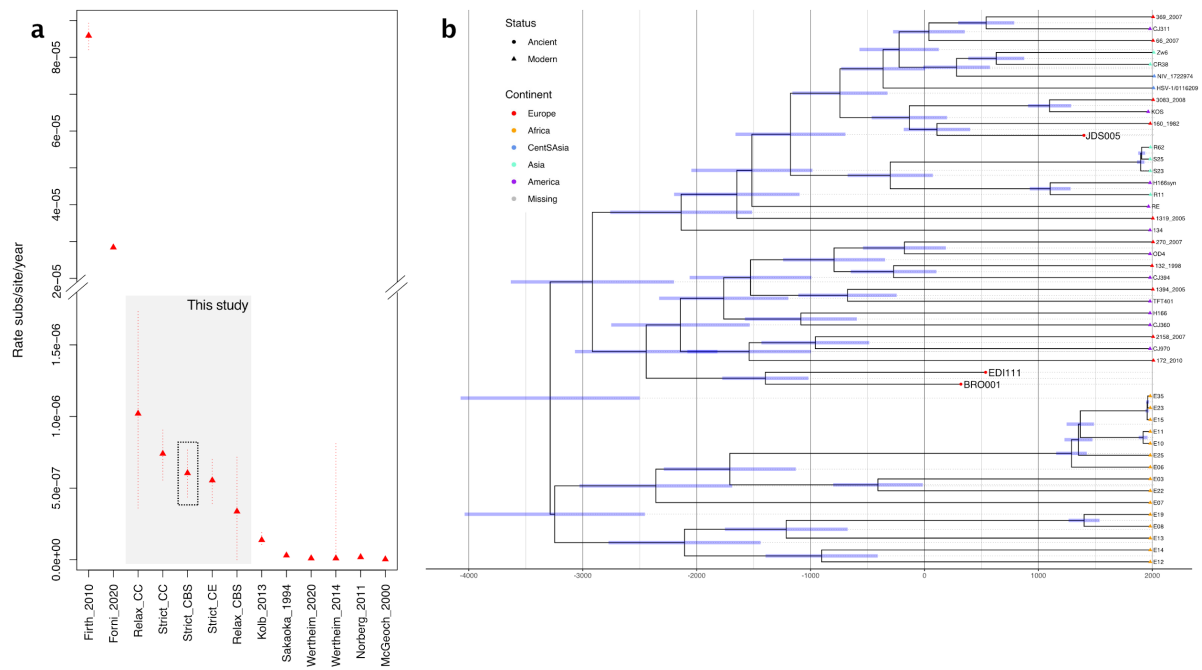 a
Rate subs/site/year
8e-05
6e-05
4e-05
2e-05
2e-06
1.5e-06
1.0e-06
5.0e-07
0.0e+00
This study
Firth_2010
Forni_2020
Relax_CC
Strict_CC
Strict_CBS
Strict_CE
Relax_CBS
Kolb_2013
Sakaoka_1994
Wertheim_2020
Wertheim_2014
Norberg_2011
McGeoch_2000
b
Status
Ancient
Modern
Continent
Europe
Africa
CentSAsia
Asia
America
Missing
369_2007
CJ311
66_2007
Zw6
CR38
NIV_1722974
HSV-1/0116209
3083_2008
KOS
160_1982
JDS005
R62
S25
S23
H166syn
R11
RE
1319_2005
134
270_2007
OD4
132_1998
CJ394
1394_2005
TFT401
H166
CJ360
2158_2007
CJ970
172_2010
EDI111
BRO001
E35
E23
E15
E11
E10
E25
E06
E03
E22
E07
E19
E08
E13
E14
E12
-4000
-3000
-2000
-1000
0
1000
2000